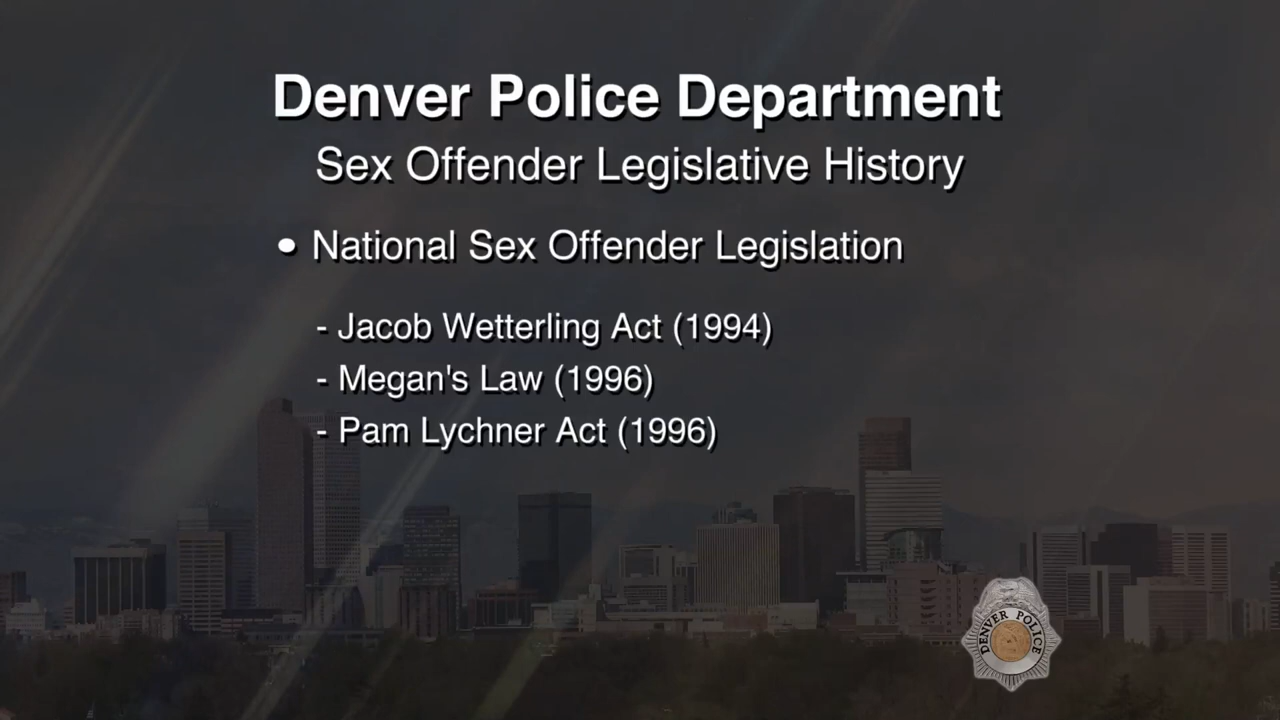 Denver Police Department
Sex Offender Legislative History
• National Sex Offender Legislation
- Jacob Wetterling Act (1994)
- Megan's Law (1996)
- Pam Lychner Act (1996)
DENVER POLICE